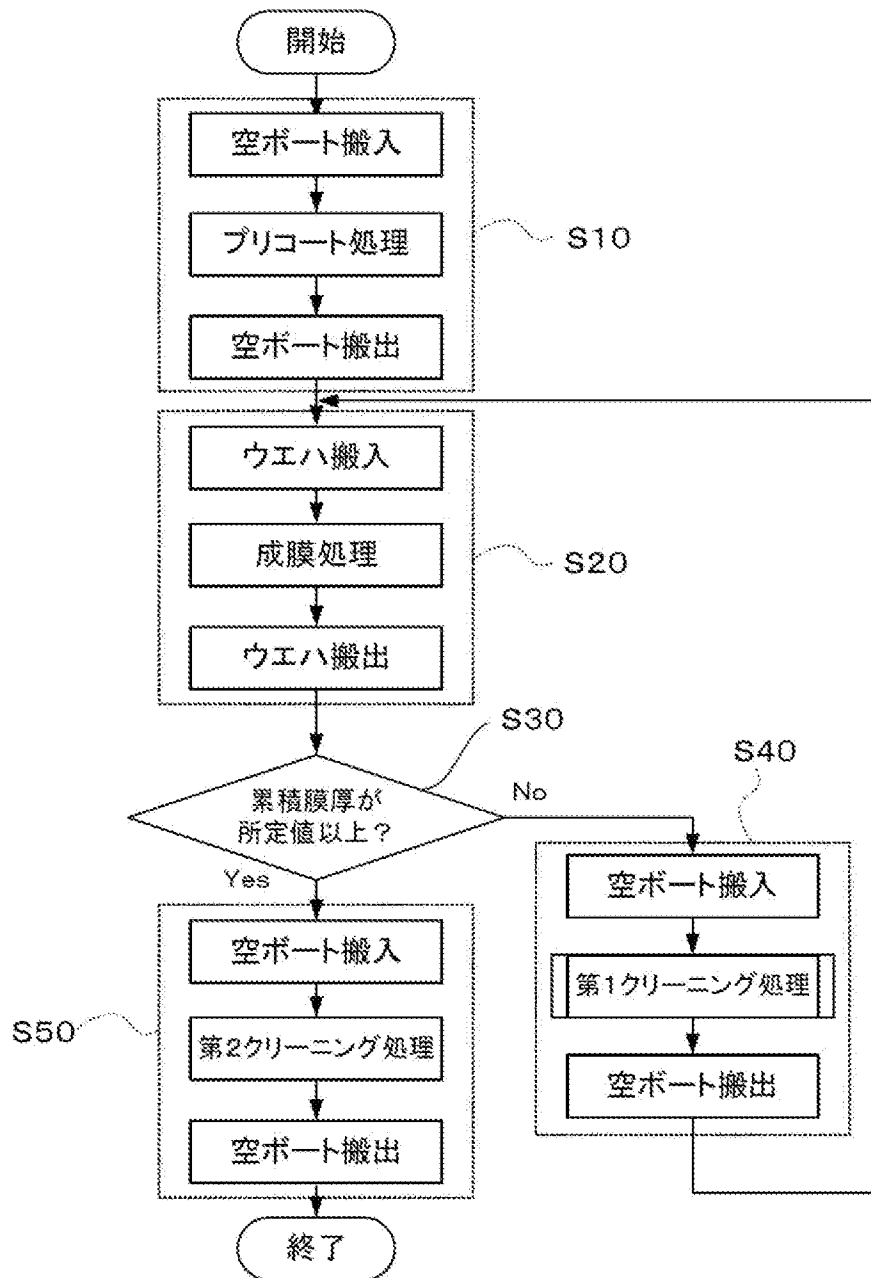 開始
空ボート搬入
プリコート処理
S10
空ボート搬出
ウエハ搬入
成膜処理
S20
ウエハ搬出
S30
累積膜厚が
所定値以上？
No
Yes
S40
空ボート搬入
第1クリーニング処理
空ボート搬出
空ボート搬入
S50
第2クリーニング処理
空ボート搬出
終了